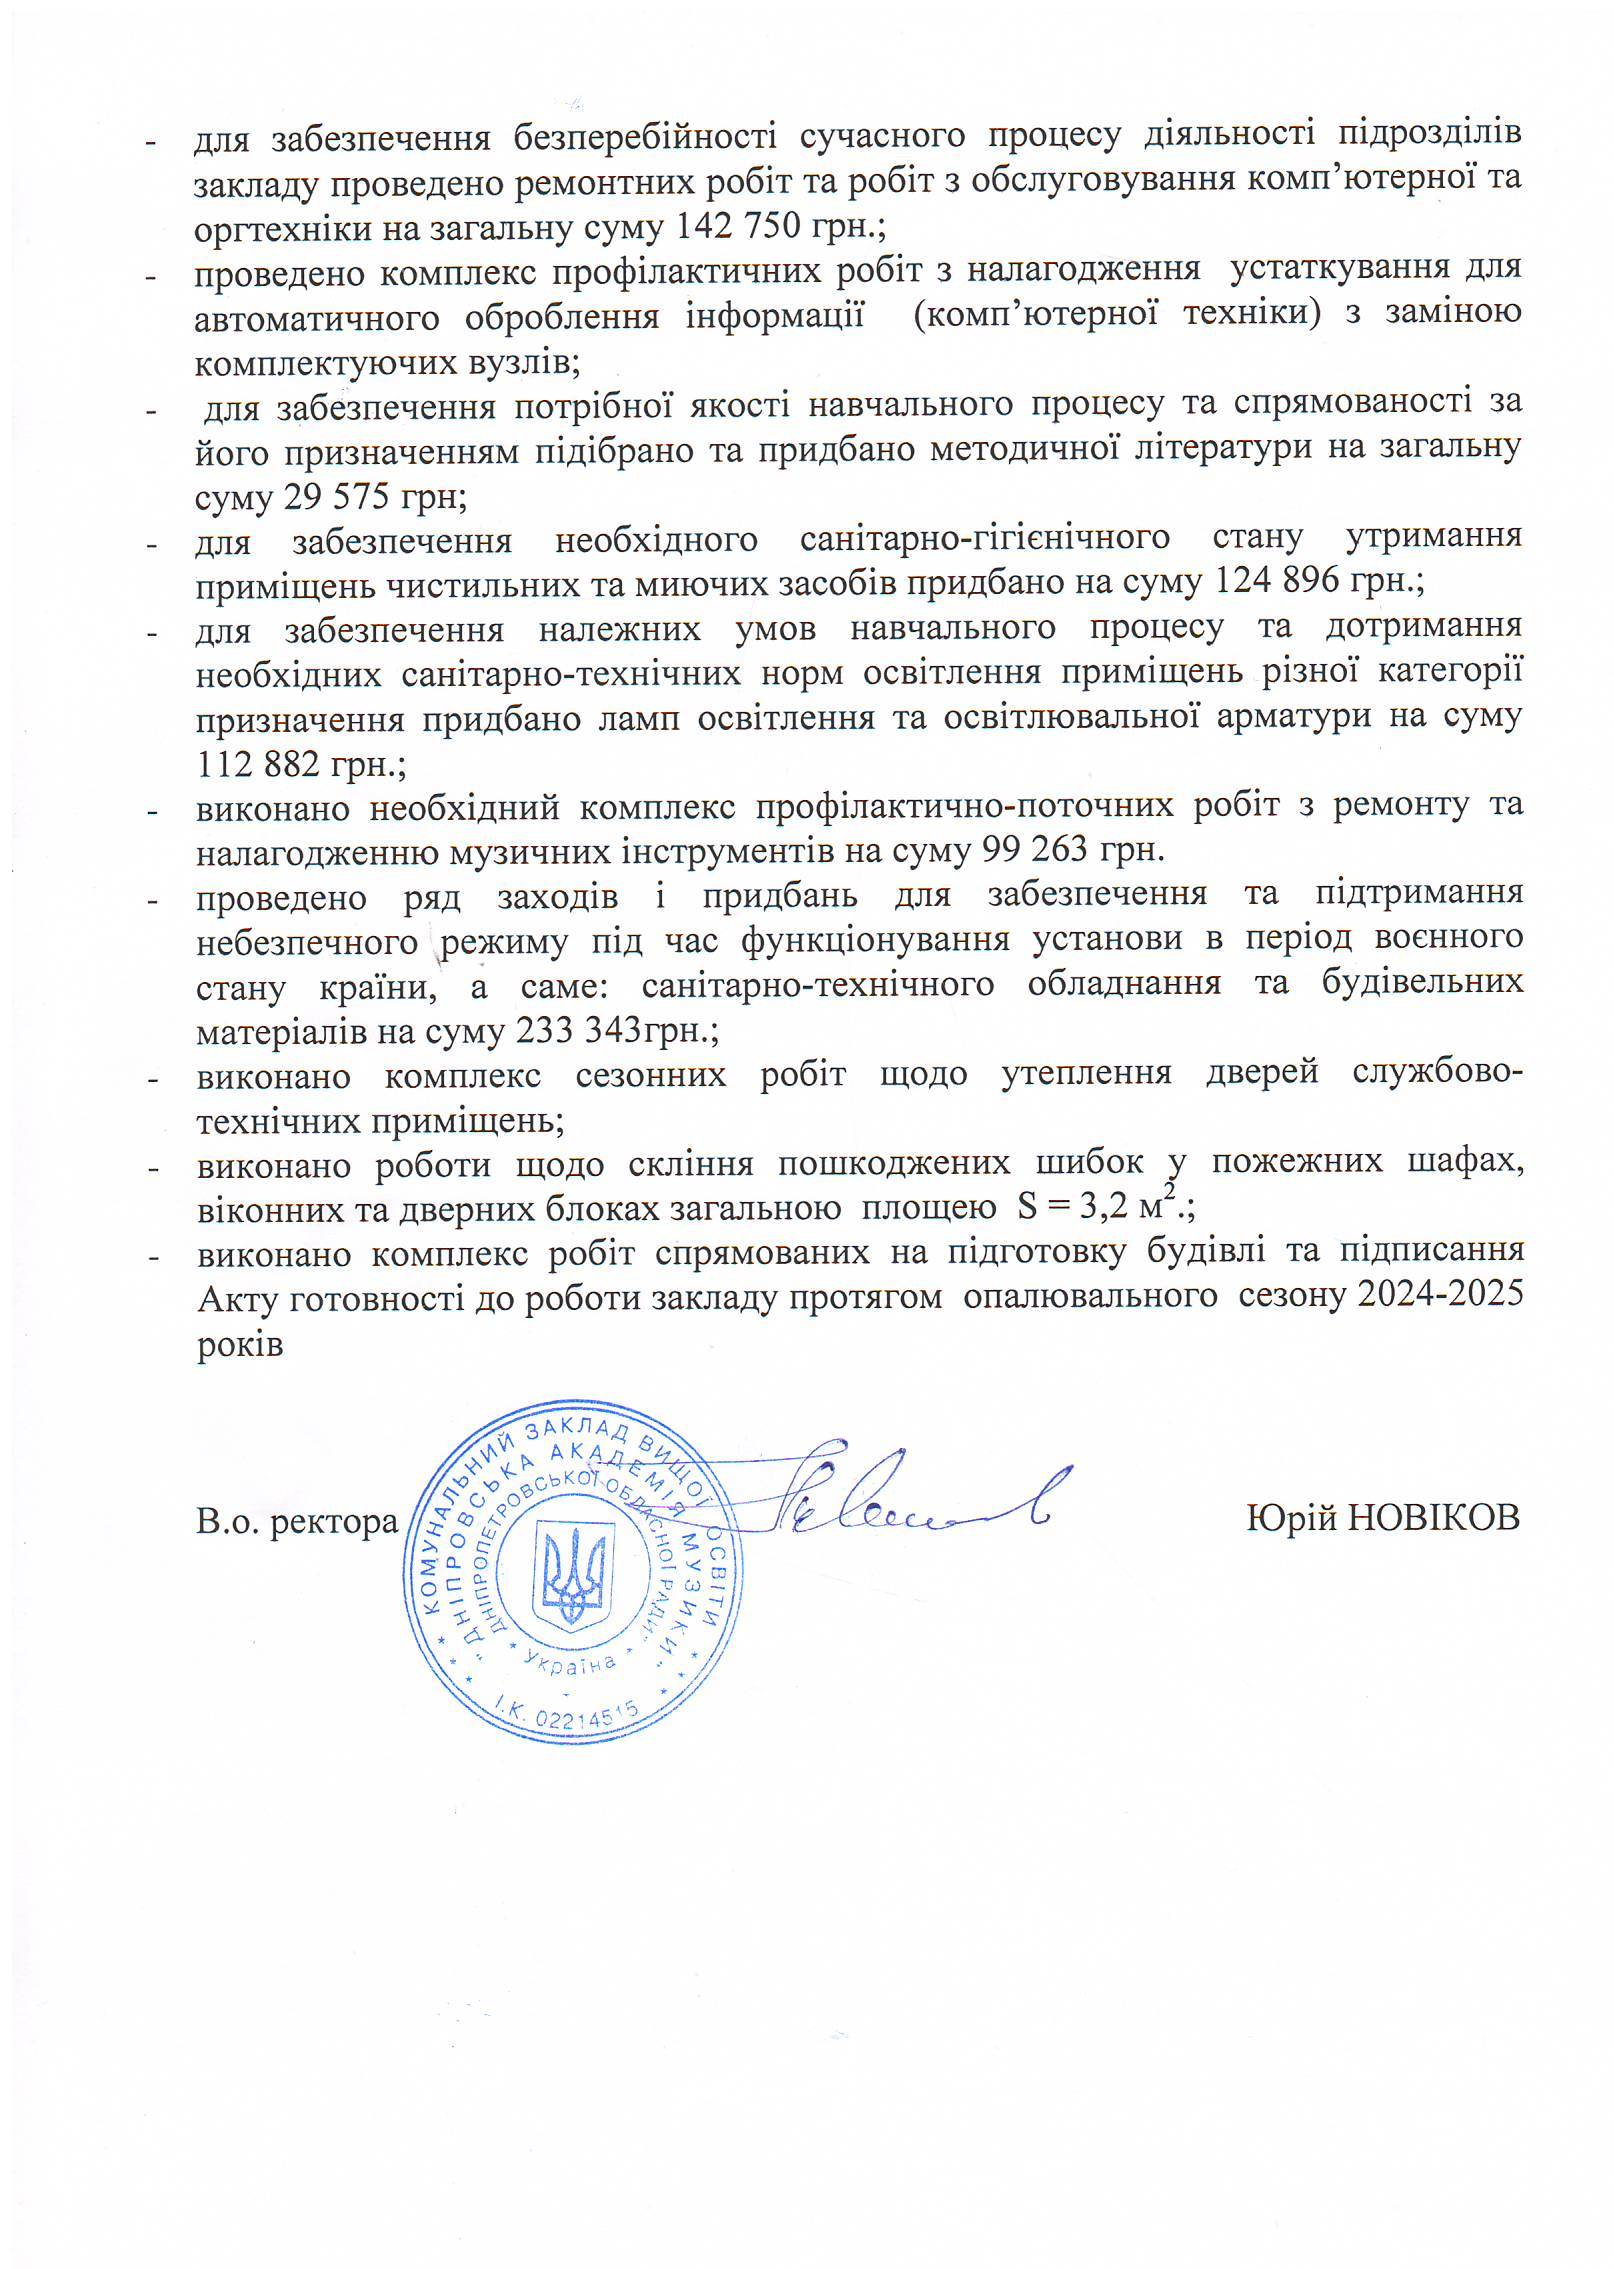 - для забезпечення безперебійності сучасного процесу діяльності підрозділів
закладу проведено ремонтних робіт та робіт з обслуговування комп’ютерної та
оргтехніки на загальну суму 142 750 грн.;
- проведено комплекс профілактичних робіт з налагодження устаткування для
автоматичного оброблення інформації (комп’ютерної техніки) з заміною
комплектуючих вузлів;
- для забезпечення потрібної якості навчального процесу та спрямованості за
його призначенням підібрано та придбано методичної літератури на загальну
суму 29 575 грн;
- для забезпечення необхідного санітарно-гігієнічного стану утримання
приміщень чистильних та миючих засобів придбано на суму 124 896 грн.;
- для забезпечення належних умов навчального процесу та дотримання
необхідних санітарно-технічних норм освітлення приміщень різної категорії
призначення придбано ламп освітлення та освітлювальної арматури на суму
112 882 грн.;
- виконано необхідний комплекс профілактично-поточних робіт з ремонту та
налагодженню музичних інструментів на суму 99 263 грн.
- проведено ряд заходів і придбань для забезпечення та підтримання
небезпечного режиму під час функціонування установи в період воєнного
стану країни, а саме: санітарно-технічного обладнання та будівельних
матеріалів на суму 233 343грн.;
- виконано комплекс сезонних робіт щодо утеплення дверей службово-
технічних приміщень;
- виконано роботи щодо скління пошкоджених шибок у пожежних шафах,
віконних та дверних блоках загальною площею S = 3,2 м².;
- виконано комплекс робіт спрямованих на підготовку будівлі та підписання
Акту готовності до роботи закладу протягом опалювального сезону 2024-2025
років
В.о. ректора Юрій НОВІКОВ
КОМУНАЛЬНИЙ ЗАКЛАД ВИЩОЇ ОСВІТИ
"ДНІПРОВСЬКА АКАДЕМІЯ МУЗИКИ"
ДНІПРОПЕТРОВСЬКОЇ ОБЛАСНОЇ РАДИ"
* Україна *
І.К. 02214515